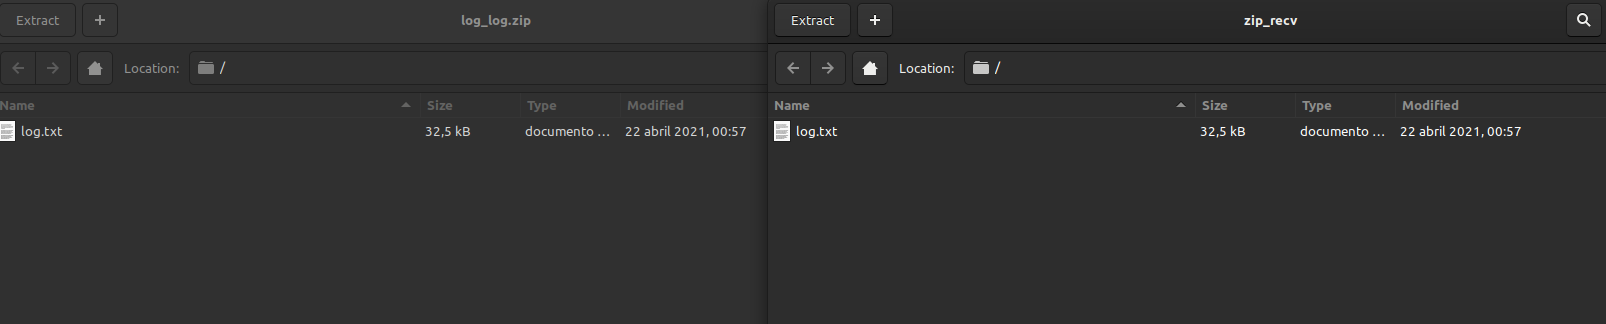 Extract + log_log.zip
Location: /
Name Size Type Modified
log.txt 32,5 kB documento ... 22 abril 2021, 00:57
Extract + zip_recv
Location: /
Name Size Type Modified
log.txt 32,5 kB documento ... 22 abril 2021, 00:57